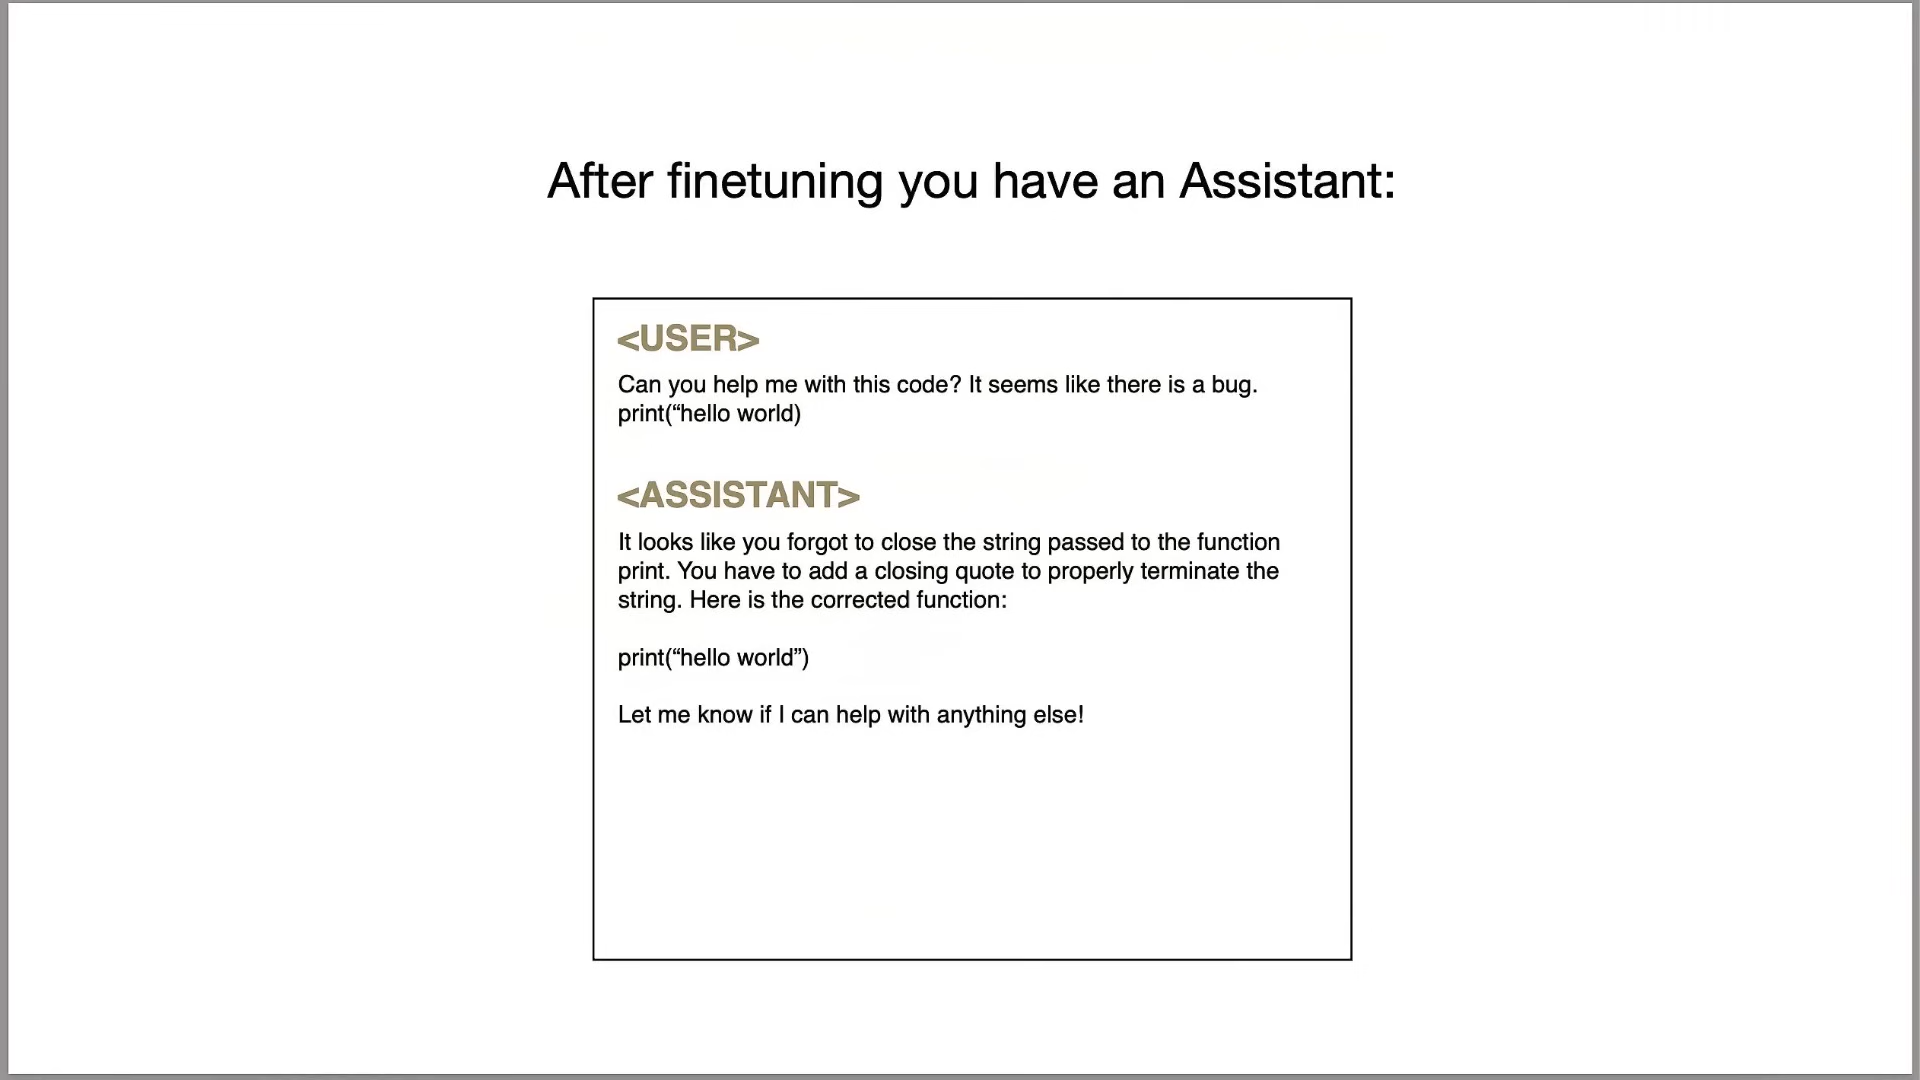 After finetuning you have an Assistant:
<USER>
Can you help me with this code? It seems like there is a bug.
print(“hello world)
<ASSISTANT>
It looks like you forgot to close the string passed to the function
print. You have to add a closing quote to properly terminate the
string. Here is the corrected function:
print(“hello world”)
Let me know if I can help with anything else!